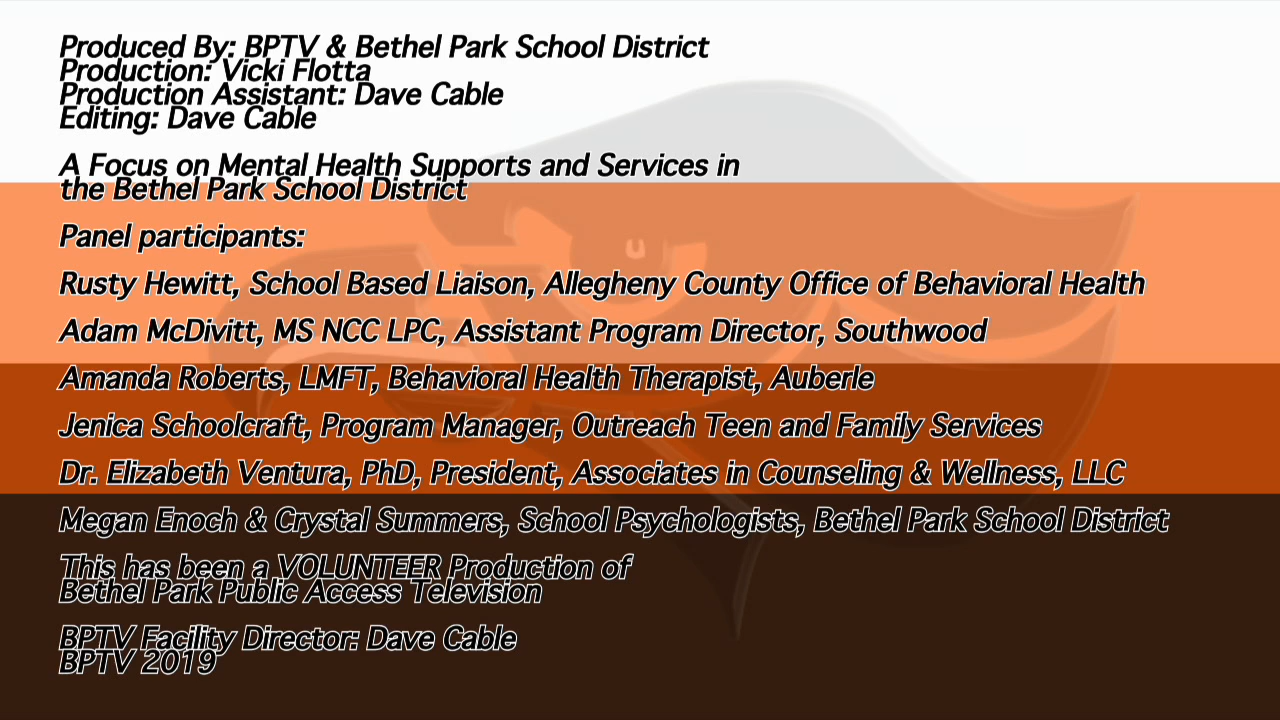 Produced By: BPTV & Bethel Park School District
Production: Vicki Flotta
Production Assistant: Dave Cable
Editing: Dave Cable
A Focus on Mental Health Supports and Services in
the Bethel Park School District
Panel participants:
Rusty Hewitt, School Based Liaison, Allegheny County Office of Behavioral Health
Adam McDivitt, MS NCC LPC, Assistant Program Director, Southwood
Amanda Roberts, LMFT, Behavioral Health Therapist, Auberle
Jenica Schoolcraft, Program Manager, Outreach Teen and Family Services
Dr. Elizabeth Ventura, PhD, President, Associates in Counseling & Wellness, LLC
Megan Enoch & Crystal Summers, School Psychologists, Bethel Park School District
This has been a VOLUNTEER Production of
Bethel Park Public Access Television
BPTV Facility Director: Dave Cable
BPTV 2019